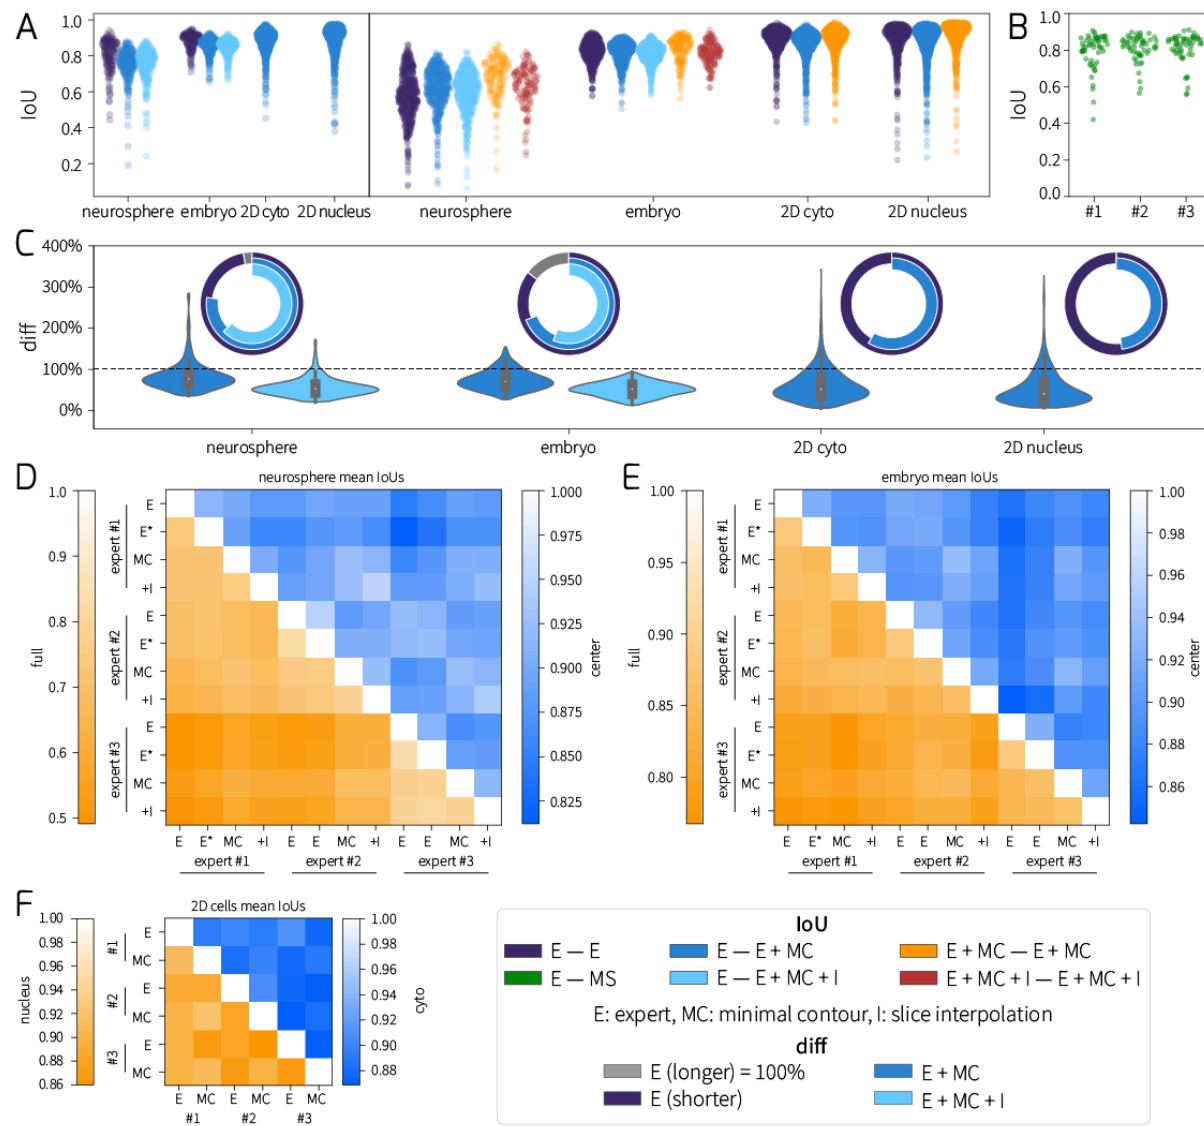 A
1.0
0.8
0.6
0.4
0.2
IoU
neurosphere
embryo
2D cyto
2D nucleus
neurosphere
embryo
2D cyto
2D nucleus
B
1.0
0.8
0.6
0.4
0.2
0.0
IoU
#1
#2
#3
C
400%
300%
200%
100%
0%
diff
neurosphere
embryo
2D cyto
2D nucleus
D
neurosphere mean IoUs
1.0
0.9
0.8
0.7
0.6
0.5
full
expert #1
expert #2
expert #3
E
E*
MC
+I
E
E*
MC
+I
E
E*
MC
+I
E E* MC +I E E MC +I E E MC +I
expert #1 expert #2 expert #3
1.000
0.975
0.950
0.925
0.900
0.875
0.850
0.825
center
E
embryo mean IoUs
1.00
0.95
0.90
0.85
0.80
full
expert #1
expert #2
expert #3
E
E*
MC
+I
E
E*
MC
+I
E
E*
MC
+I
E E* MC +I E E MC +I E E MC +I
expert #1 expert #2 expert #3
1.00
0.98
0.96
0.94
0.92
0.90
0.88
0.86
center
F
2D cells mean IoUs
1.00
0.98
0.96
0.94
0.92
0.90
0.88
0.86
nucleus
#1
#2
#3
E
MC
E
MC
E
MC
E MC E MC E MC
#1 #2 #3
1.00
0.98
0.96
0.94
0.92
0.90
0.88
cyto
IoU
E — E
E — E + MC
E + MC — E + MC
E — MS
E — E + MC + I
E + MC + I — E + MC + I
E: expert, MC: minimal contour, I: slice interpolation
diff
E (longer) = 100%
E + MC
E (shorter)
E + MC + I